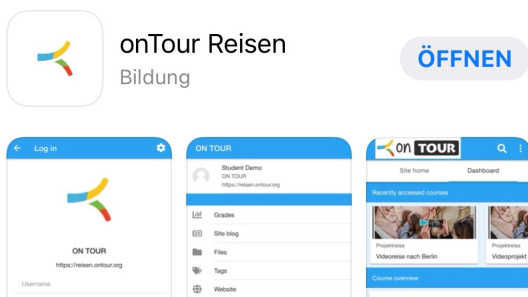 onTour Reisen
Bildung
ÖFFNEN
Log in
ON TOUR
https://reisen.ontour.org
Username
ON TOUR
Student Demo
ON TOUR
https://reisen.ontour.org
Grades
Site blog
Files
Tags
Website
on TOUR
Site home Dashboard
Recently accessed courses
Projektreise
Videoreise nach Berlin
Projektreise
Videoprojekt
Course overview